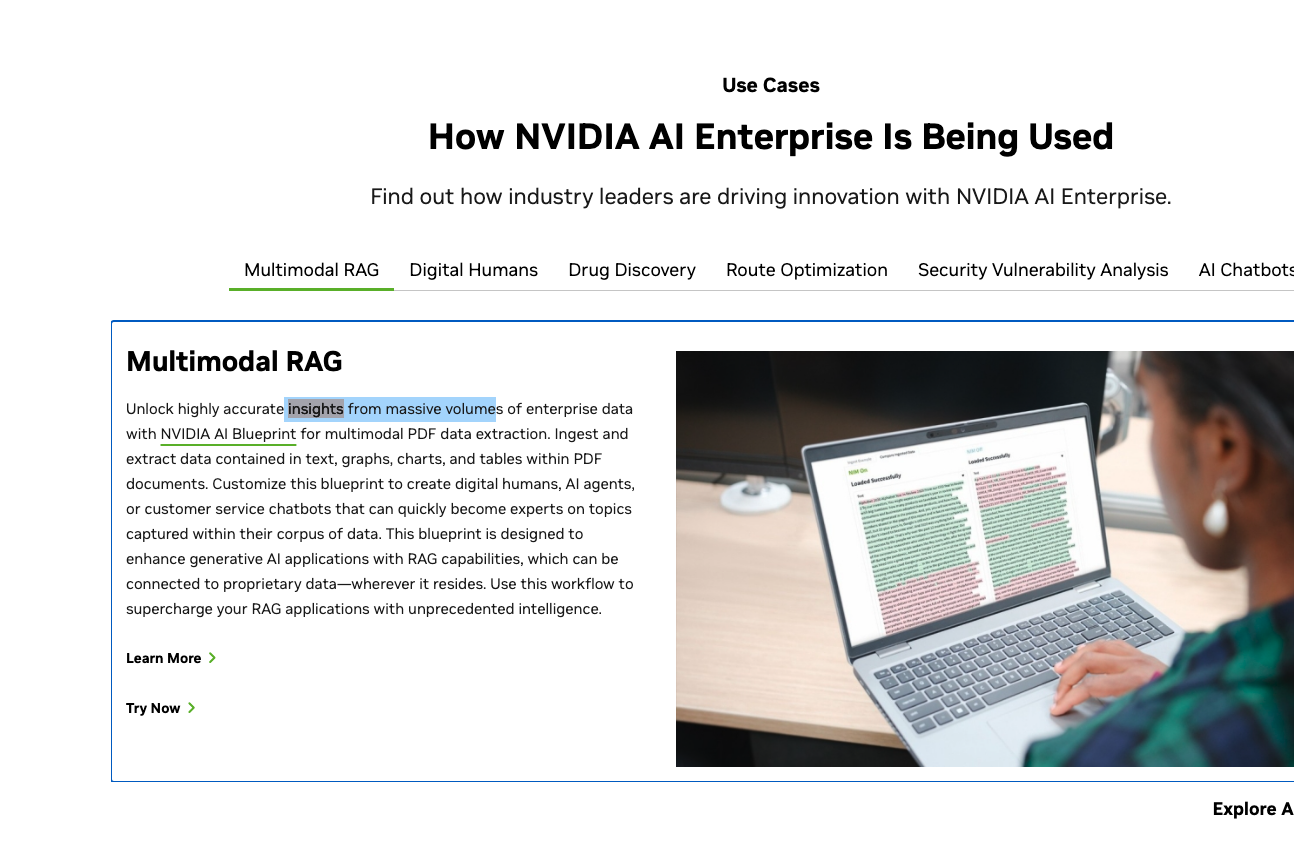 Use Cases
How NVIDIA AI Enterprise Is Being Used
Find out how industry leaders are driving innovation with NVIDIA AI Enterprise.
Multimodal RAG Digital Humans Drug Discovery Route Optimization Security Vulnerability Analysis AI Chatbots
Multimodal RAG
Unlock highly accurate insights from massive volumes of enterprise data
with NVIDIA AI Blueprint for multimodal PDF data extraction. Ingest and
extract data contained in text, graphs, charts, and tables within PDF
documents. Customize this blueprint to create digital humans, AI agents,
or customer service chatbots that can quickly become experts on topics
captured within their corpus of data. This blueprint is designed to
enhance generative AI applications with RAG capabilities, which can be
connected to proprietary data—wherever it resides. Use this workflow to
supercharge your RAG applications with unprecedented intelligence.
Learn More
Try Now
NIM On
Loaded Successfully
Loaded Successfully
Explore A